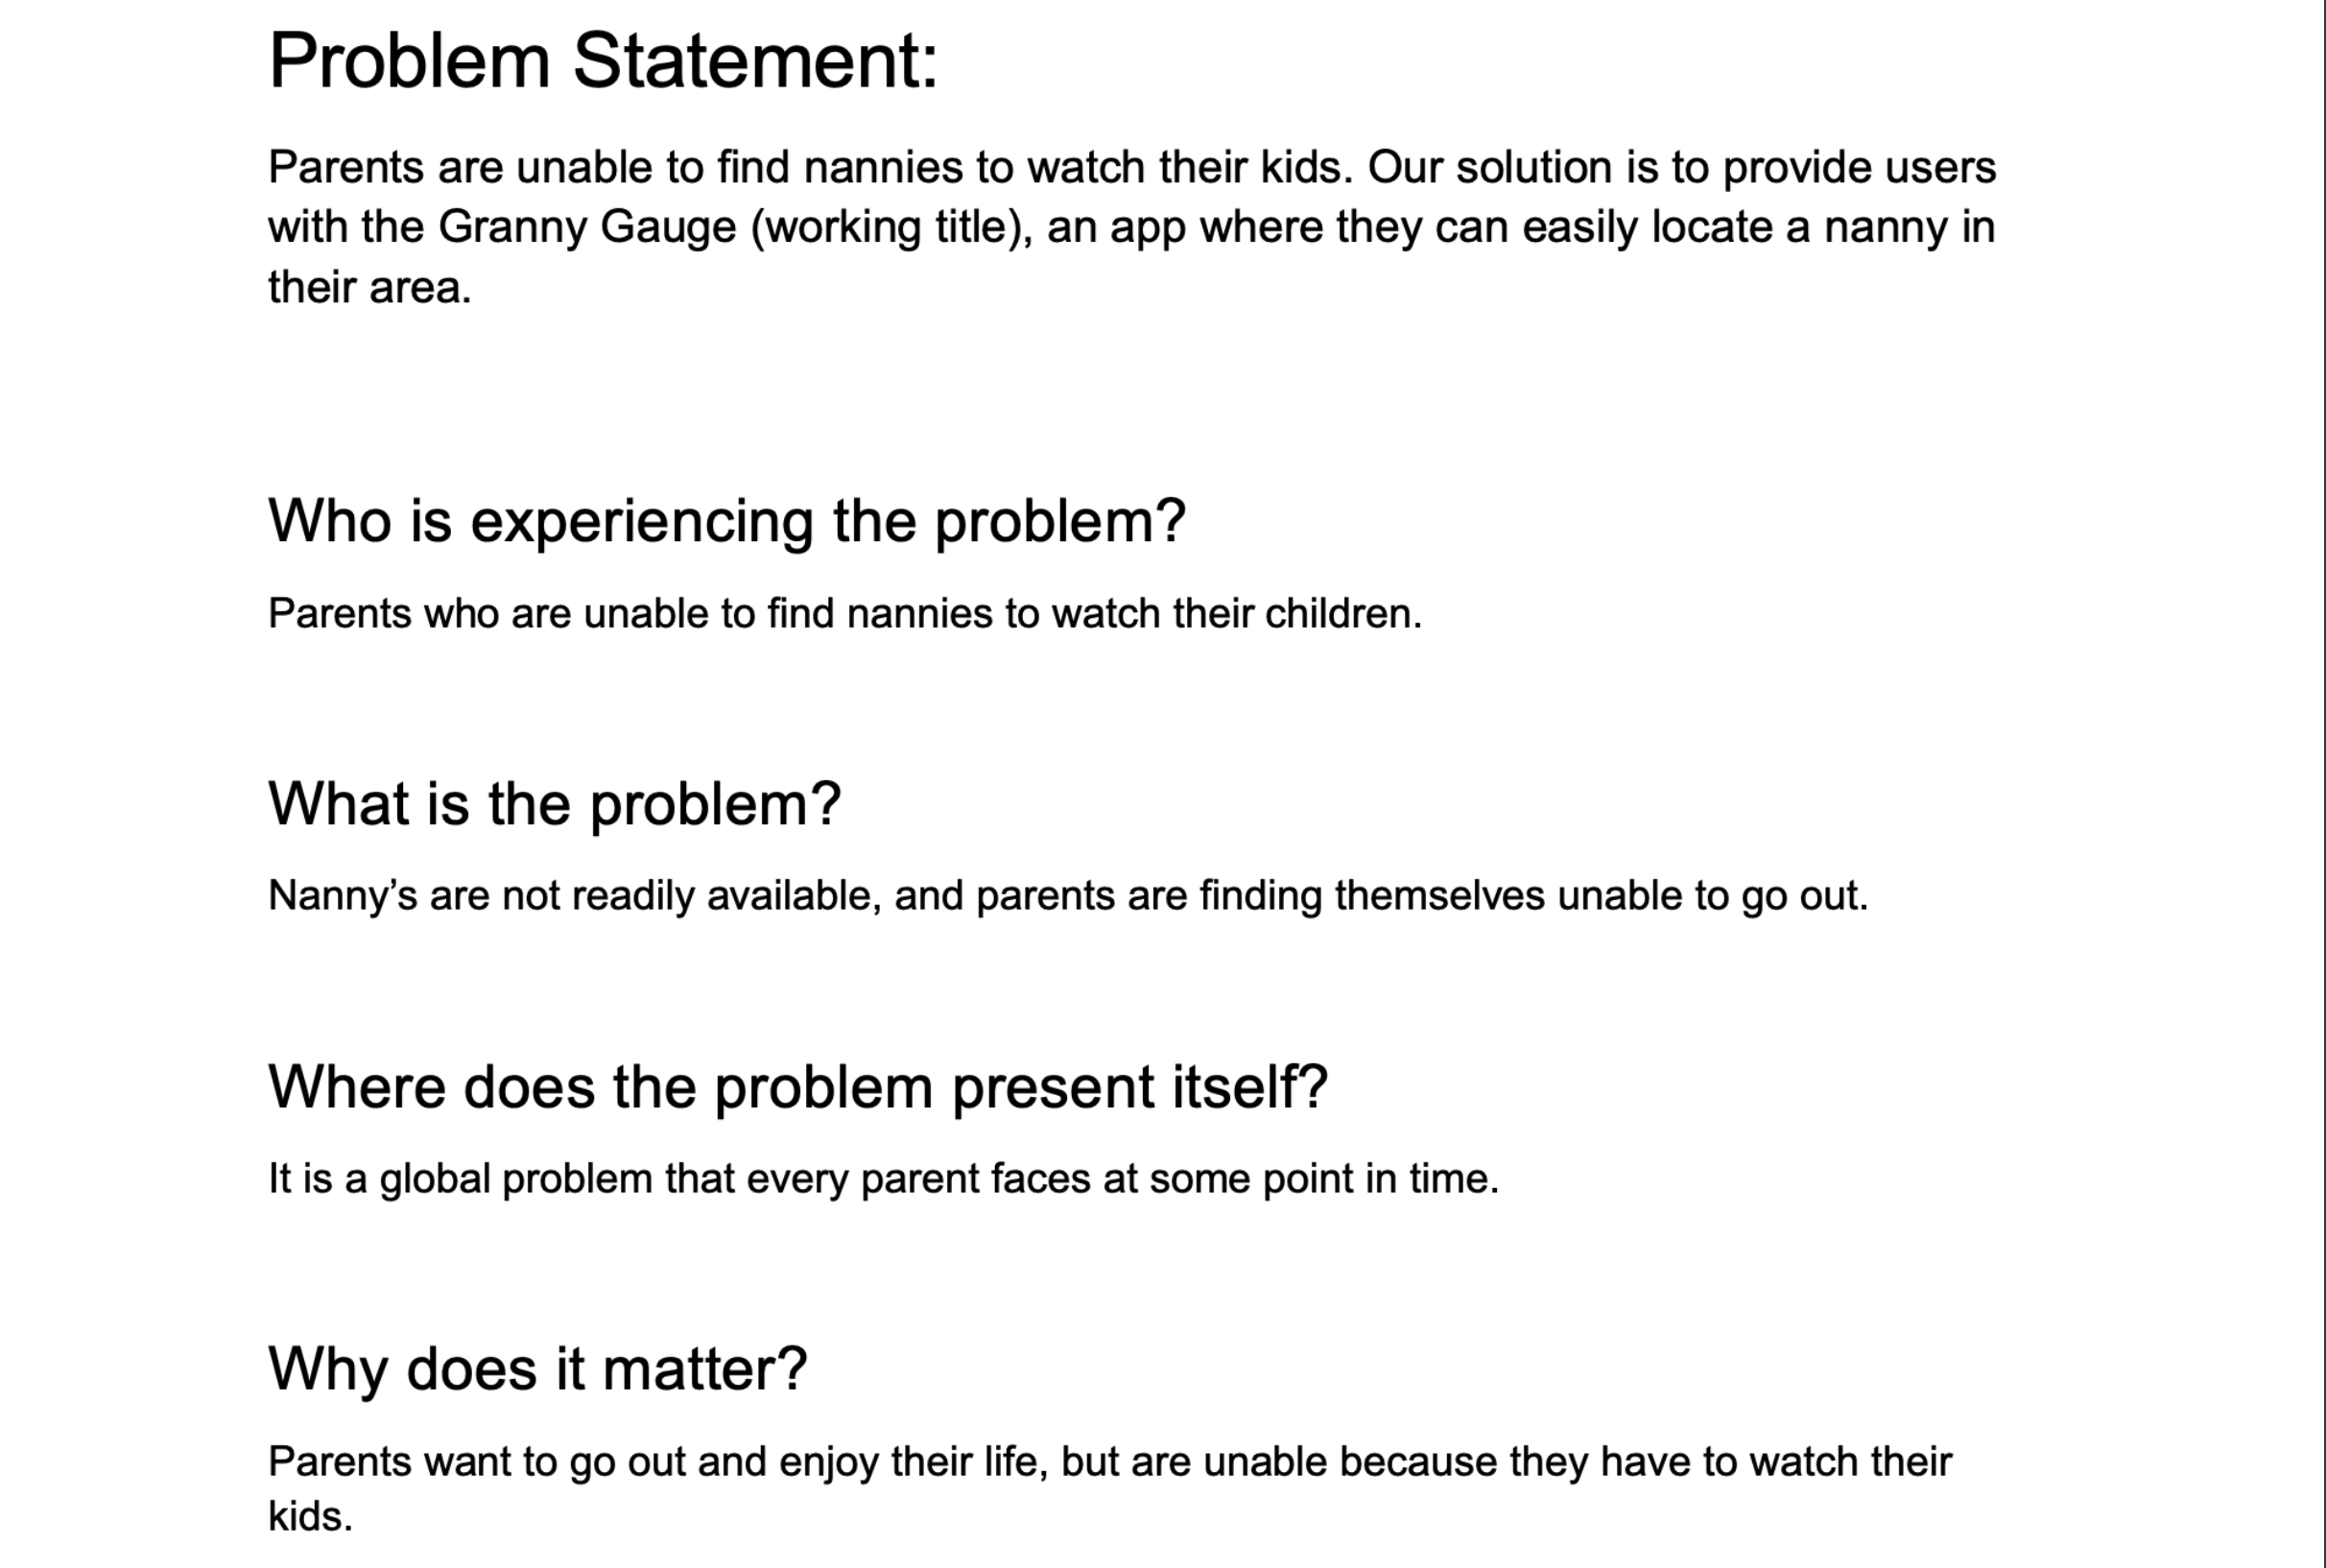 Problem Statement:
Parents are unable to find nannies to watch their kids. Our solution is to provide users
with the Granny Gauge (working title), an app where they can easily locate a nanny in
their area.
Who is experiencing the problem?
Parents who are unable to find nannies to watch their children.
What is the problem?
Nanny’s are not readily available, and parents are finding themselves unable to go out.
Where does the problem present itself?
It is a global problem that every parent faces at some point in time.
Why does it matter?
Parents want to go out and enjoy their life, but are unable because they have to watch their
kids.